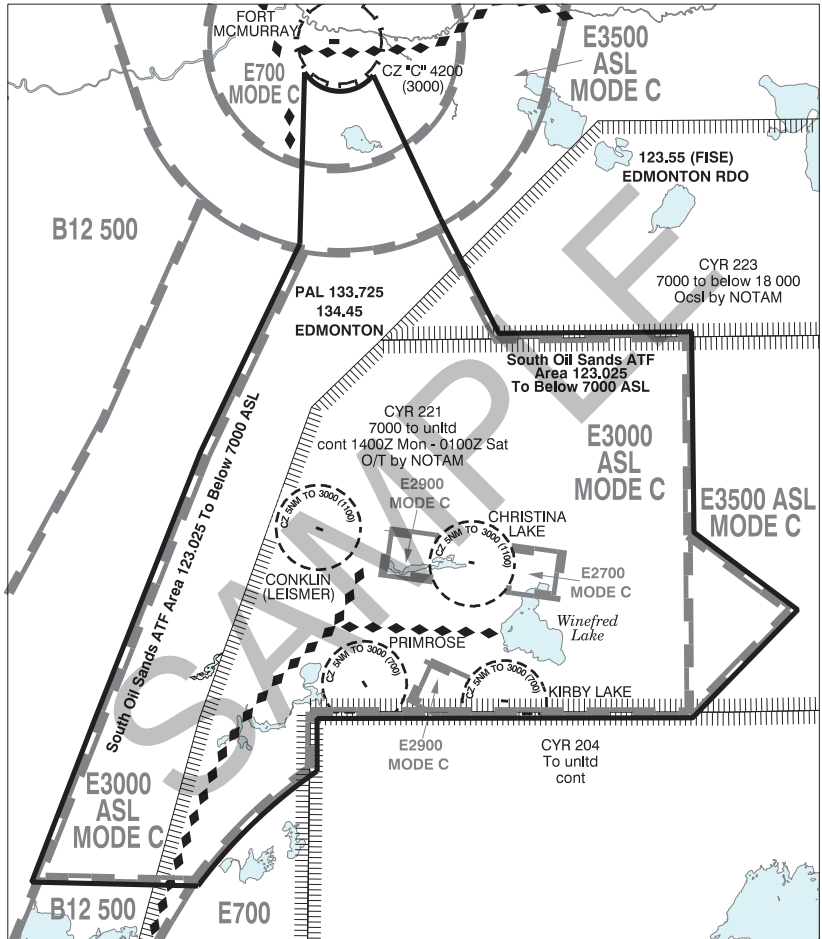 FORT
MCMURRAY
E700
MODE C
CZ "C" 4200
(3000)
E3500
ASL
MODE C
123.55 (FISE)
EDMONTON RDO
B12 500
CYR 223
7000 to below 18 000
Ocsl by NOTAM
PAL 133.725
134.45
EDMONTON
South Oil Sands ATF
Area 123.025
To Below 7000 ASL
CYR 221
7000 to unltd
cont 1400Z Mon - 0100Z Sat
O/T by NOTAM
E3000
ASL
MODE C
E2900
MODE C
E3500 ASL
MODE C
CZ 5NM TO 3000 (1100)
CHRISTINA
LAKE
CZ 5NM TO 3000 (1100)
CONKLIN
(LEISMER)
E2700
MODE C
Winefred
Lake
South Oil Sands ATF Area 123.025 To Below 7000 ASL
PRIMROSE
CZ 5NM TO 3000 (700)
CZ 5NM TO 3000 (700)
KIRBY LAKE
E2900
MODE C
CYR 204
To unltd
cont
E3000
ASL
MODE C
B12 500
E700
SAMPLE